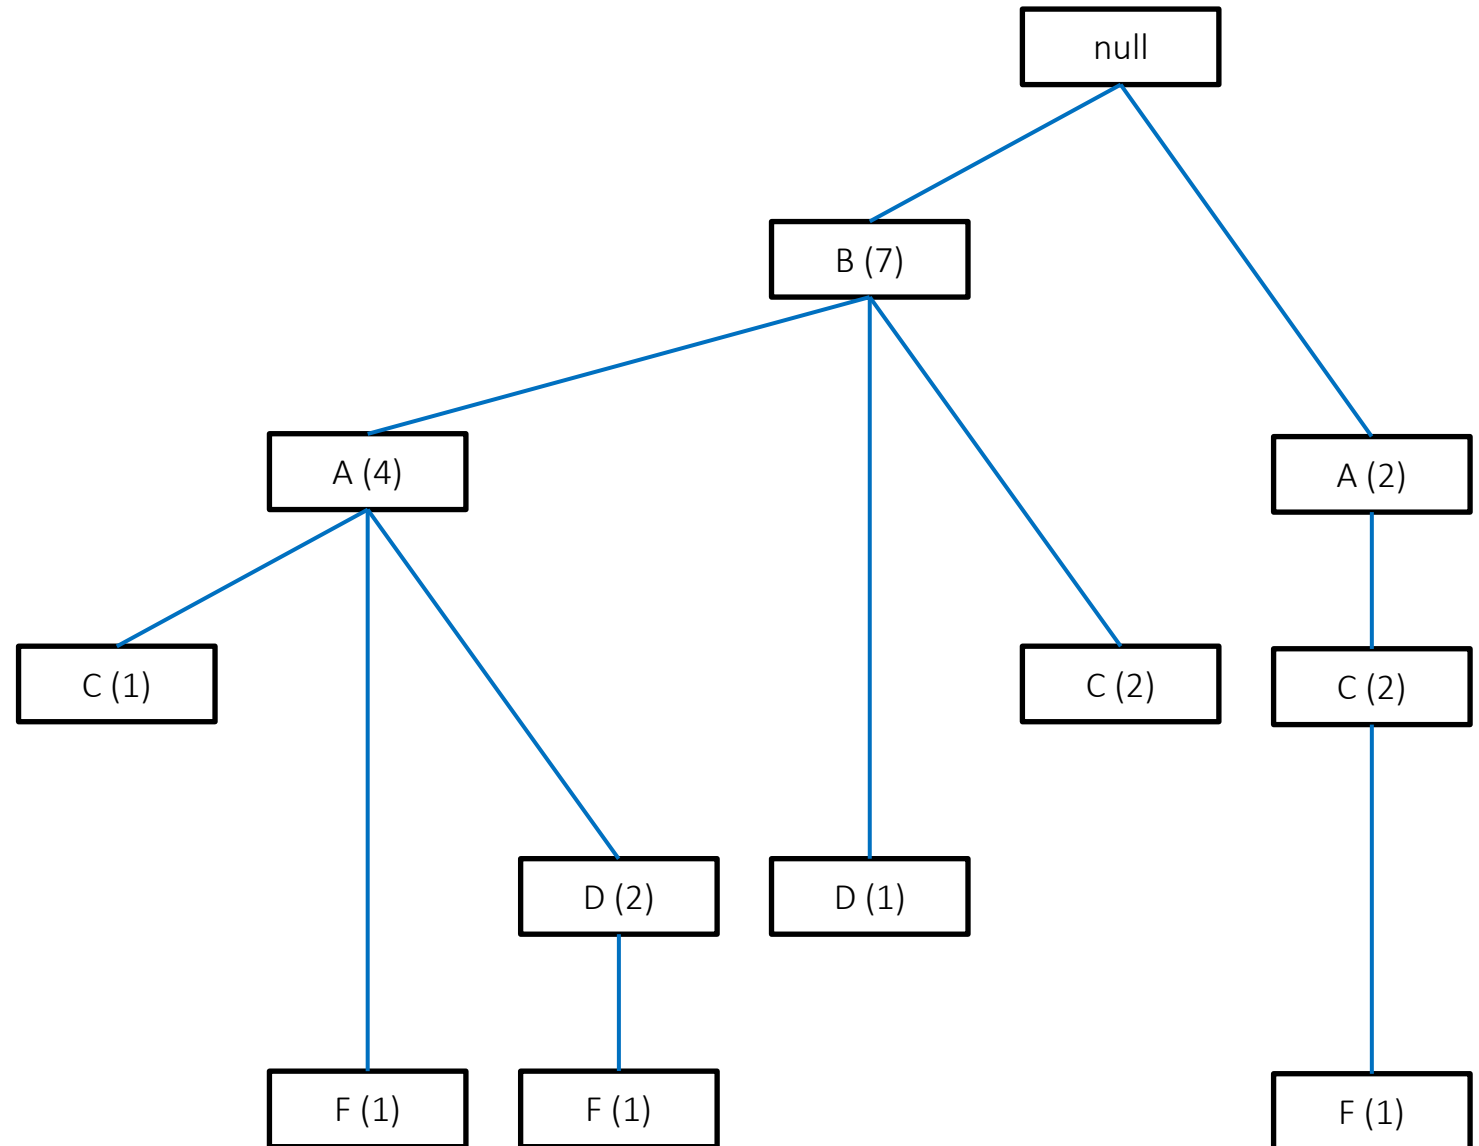 null
B (7)
A (4)
A (2)
C (1)
C (2)
C (2)
D (2)
D (1)
F (1)
F (1)
F (1)